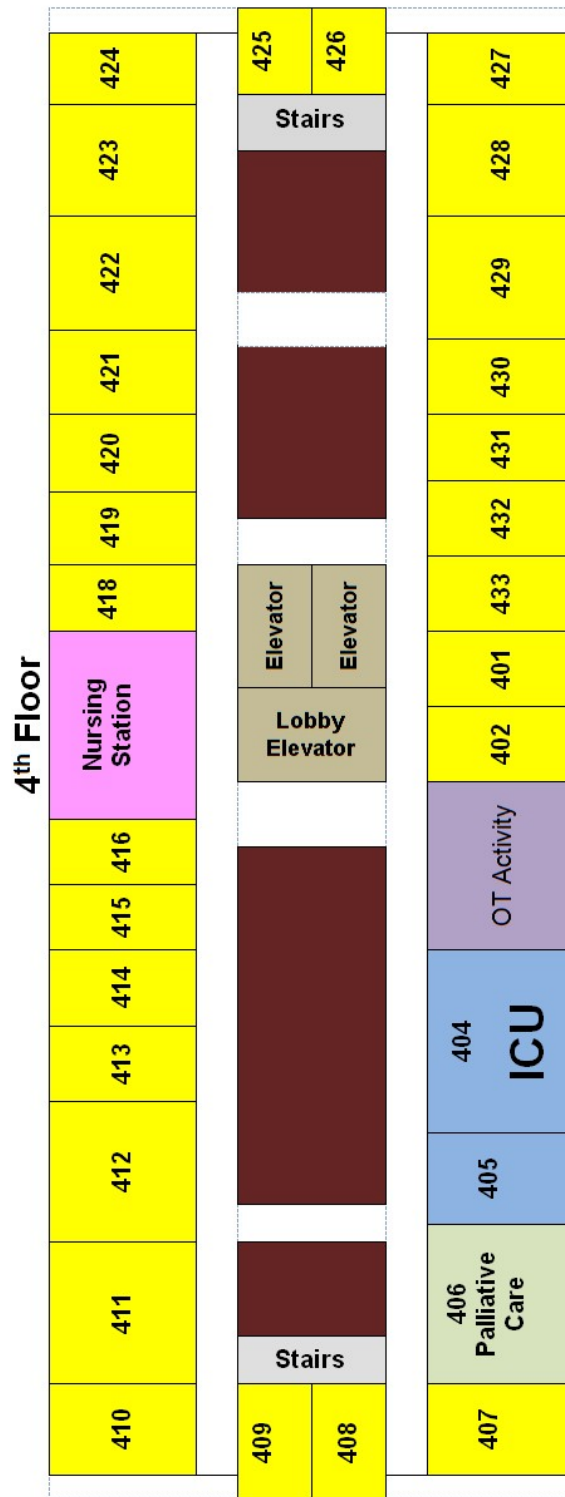 4th Floor
424
423
422
421
420
419
418
Nursing
Station
416
415
414
413
412
411
410
425
426
Stairs
Elevator
Elevator
Lobby
Elevator
Stairs
409
408
427
428
429
430
431
432
433
401
402
OT Activity
404
ICU
405
406
Palliative
Care
407